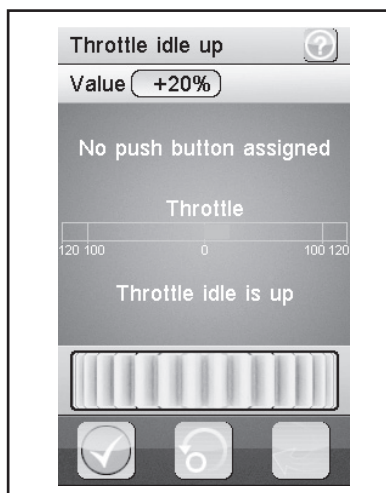 Throttle idle up ?
Value +20%
No push button assigned
Throttle
120 100 0 100 120
Throttle idle is up